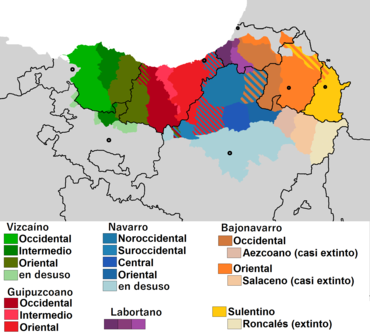 Vizcaíno
Occidental
Intermedio
Oriental
en desuso
Guipuzcoano
Occidental
Intermedio
Oriental
Navarro
Noroccidental
Suroccidental
Central
Oriental
en desuso
Labortano
Bajonavarro
Occidental
Aezcoano (casi extinto)
Oriental
Salaceno (casi extinto)
Sulentino
Roncalés (extinto)